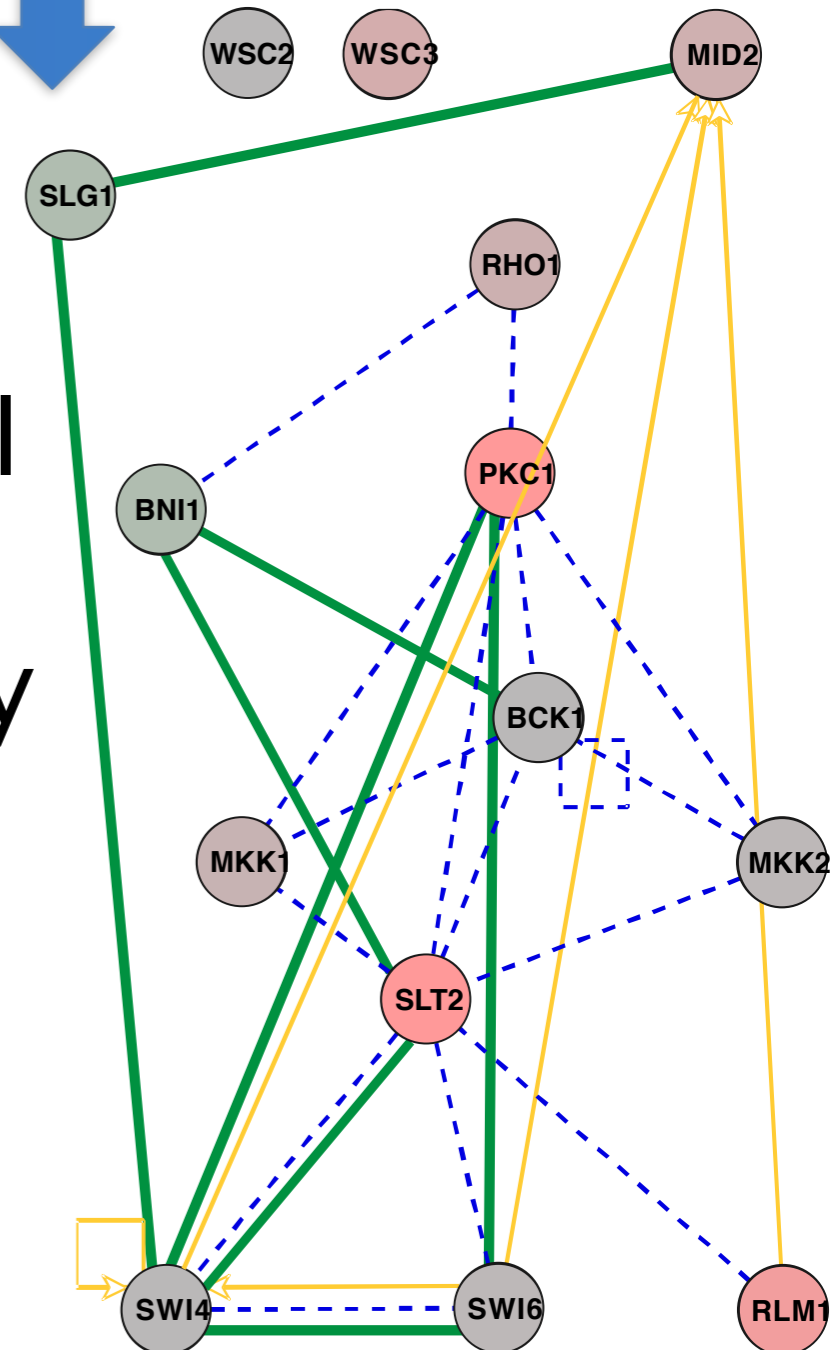 WSC2 WSC3 MID2
SLG1
RHO1
l
PKC1
BNI1
y
BCK1
MKK1 MKK2
SLT2
SWI4 SWI6 RLM1